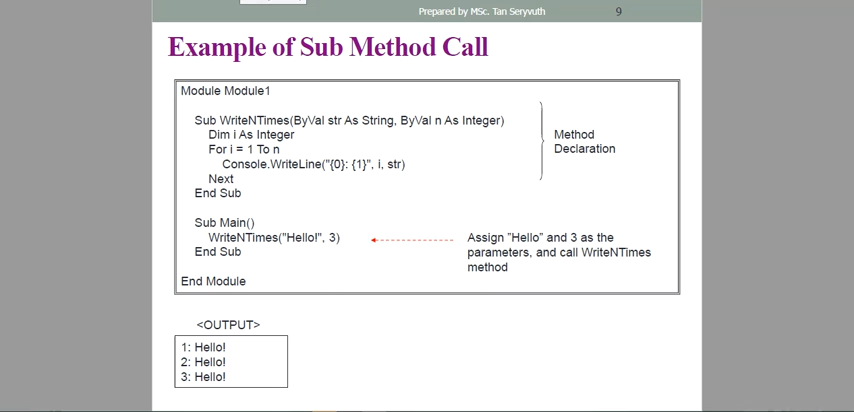 Prepared by MSc. Tan Seryvuth 9
Example of Sub Method Call
Module Module1
Sub WriteNTimes(ByVal str As String, ByVal n As Integer)
Dim i As Integer
For i = 1 To n
Console.WriteLine("{0}: {1}", i, str)
Next
End Sub
Method
Declaration
Sub Main()
WriteNTimes("Hello!", 3)
End Sub
Assign ”Hello” and 3 as the
parameters, and call WriteNTimes
method
End Module
<OUTPUT>
1: Hello!
2: Hello!
3: Hello!